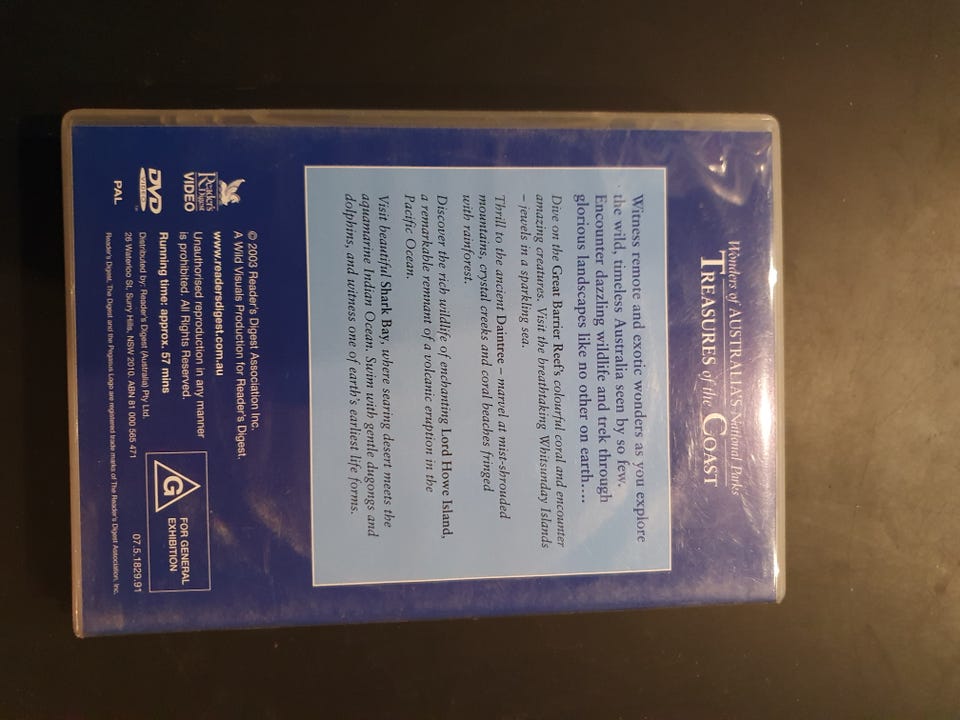 Wonders of AUSTRALIA'S National Parks
TREASURES of the COAST
Witness remote and exotic wonders as you explore
the wild, timeless Australia seen by so few.
Encounter dazzling wildlife and trek through
glorious landscapes like no other on earth....
Dive on the Great Barrier Reef's colourful coral and encounter
amazing creatures. Visit the breathtaking Whitsunday Islands
– jewels in a sparkling sea.
Thrill to the ancient Daintree – marvel at mist-shrouded
mountains, crystal creeks and coral beaches fringed
with rainforest.
Discover the rich wildlife of enchanting Lord Howe Island,
a remarkable remnant of a volcanic eruption in the
Pacific Ocean.
Visit beautiful Shark Bay, where searing desert meets the
aquamarine Indian Ocean. Swim with gentle dugongs and
dolphins, and witness one of earth's earliest life forms.
© 2003 Reader's Digest Association Inc.
A Wild Visuals Production for Reader's Digest.
www.readersdigest.com.au
Unauthorised reproduction in any manner
is prohibited. All Rights Reserved.
Running time: approx. 57 mins
Distributed by: Reader's Digest (Australia) Pty Ltd.
26 Waterloo St, Surry Hills, NSW 2010. ABN 81 000 565 471
Reader's Digest, The Digest and the Pegasus Logo are registered trade marks of The Reader's Digest Association, Inc.
Reader's
Digest
VIDEO
DVD
VIDEO
PAL
G
FOR GENERAL
EXHIBITION
07.5.1829.91